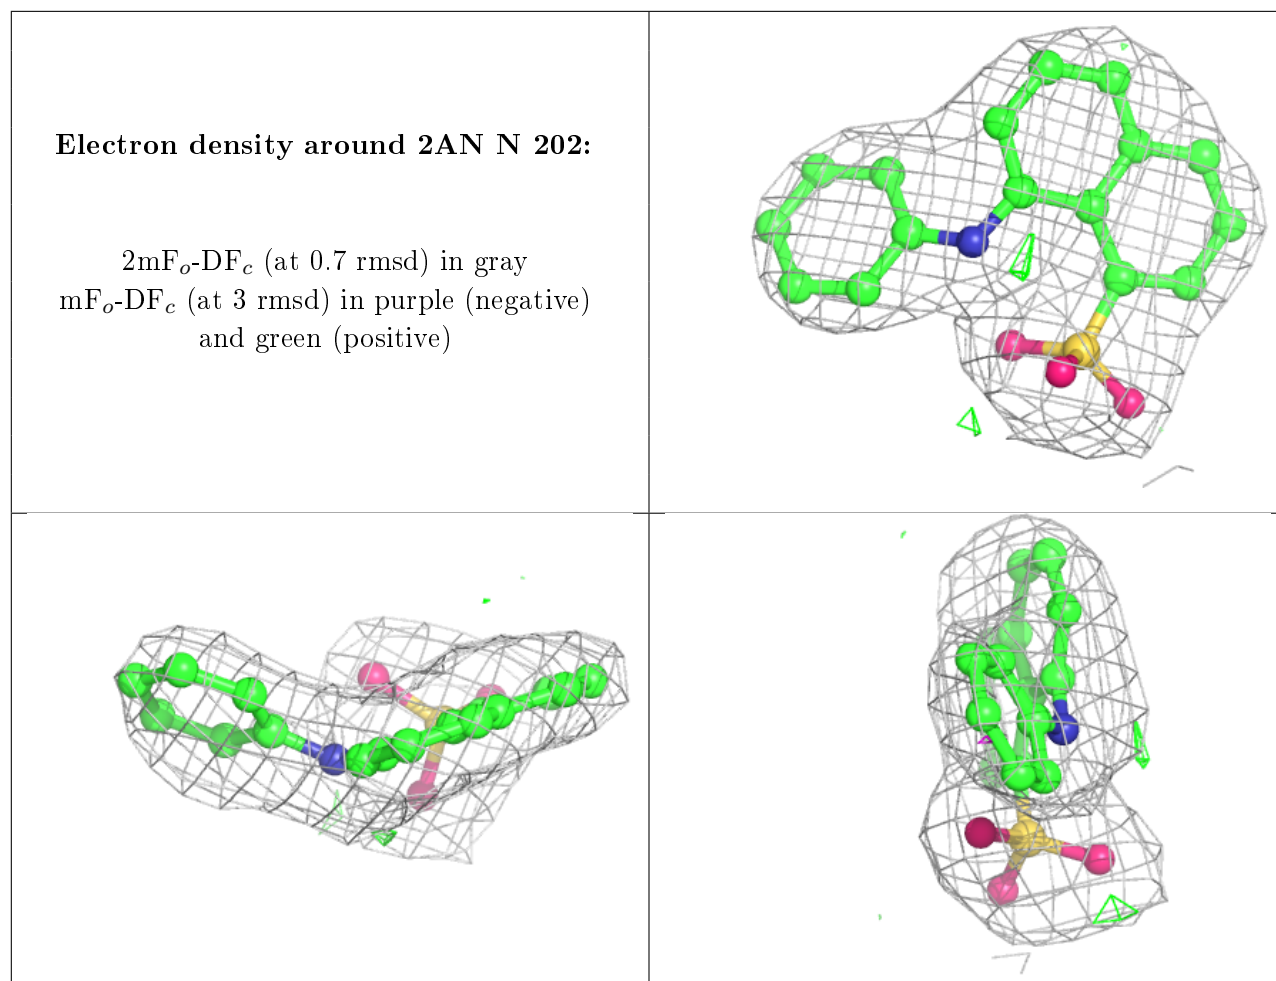 Electron density around 2AN N 202:
2mFo-DFc (at 0.7 rmsd) in gray
mFo-DFc (at 3 rmsd) in purple (negative)
and green (positive)